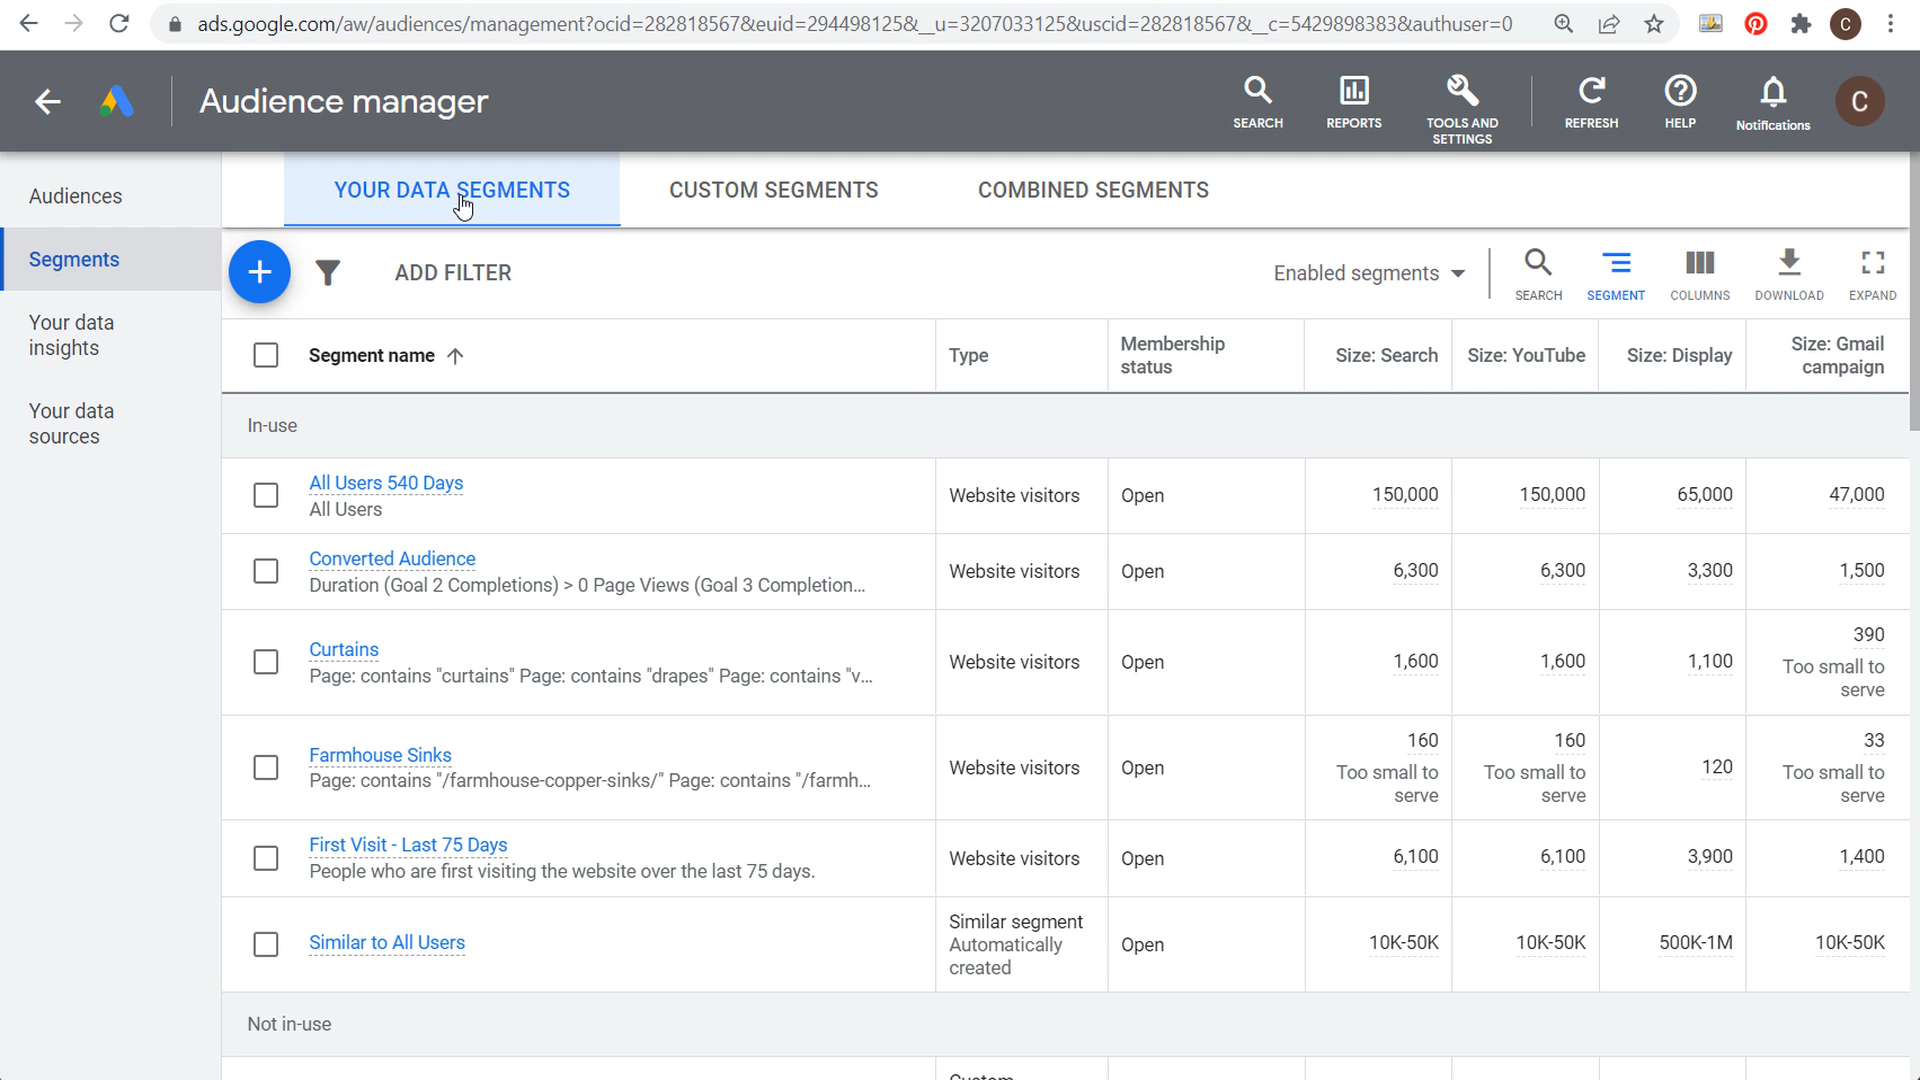 ads.google.com/aw/audiences/management?ocid=282818567&euid=294498125&__u=3207033125&uscid=282818567&__c=5429898383&authuser=0
C
Audience manager
SEARCH
REPORTS
TOOLS AND
SETTINGS
REFRESH
HELP
Notifications
C
Audiences
Segments
Your data
insights
Your data
sources
YOUR DATA SEGMENTS
CUSTOM SEGMENTS
COMBINED SEGMENTS
ADD FILTER
Enabled segments
SEARCH
SEGMENT
COLUMNS
DOWNLOAD
EXPAND
Segment name
Type
Membership
status
Size: Search
Size: YouTube
Size: Display
Size: Gmail
campaign
In-use
All Users 540 Days
All Users
Website visitors
Open
150,000
150,000
65,000
47,000
Converted Audience
Duration (Goal 2 Completions) > 0 Page Views (Goal 3 Completion...
Website visitors
Open
6,300
6,300
3,300
1,500
Curtains
Page: contains "curtains" Page: contains "drapes" Page: contains "v...
Website visitors
Open
1,600
1,600
1,100
390
Too small to
serve
Farmhouse Sinks
Page: contains "/farmhouse-copper-sinks/" Page: contains "/farmh...
Website visitors
Open
160
Too small to
serve
160
Too small to
serve
120
33
Too small to
serve
First Visit - Last 75 Days
People who are first visiting the website over the last 75 days.
Website visitors
Open
6,100
6,100
3,900
1,400
Similar to All Users
Similar segment
Automatically
created
Open
10K-50K
10K-50K
500K-1M
10K-50K
Not in-use
Custom